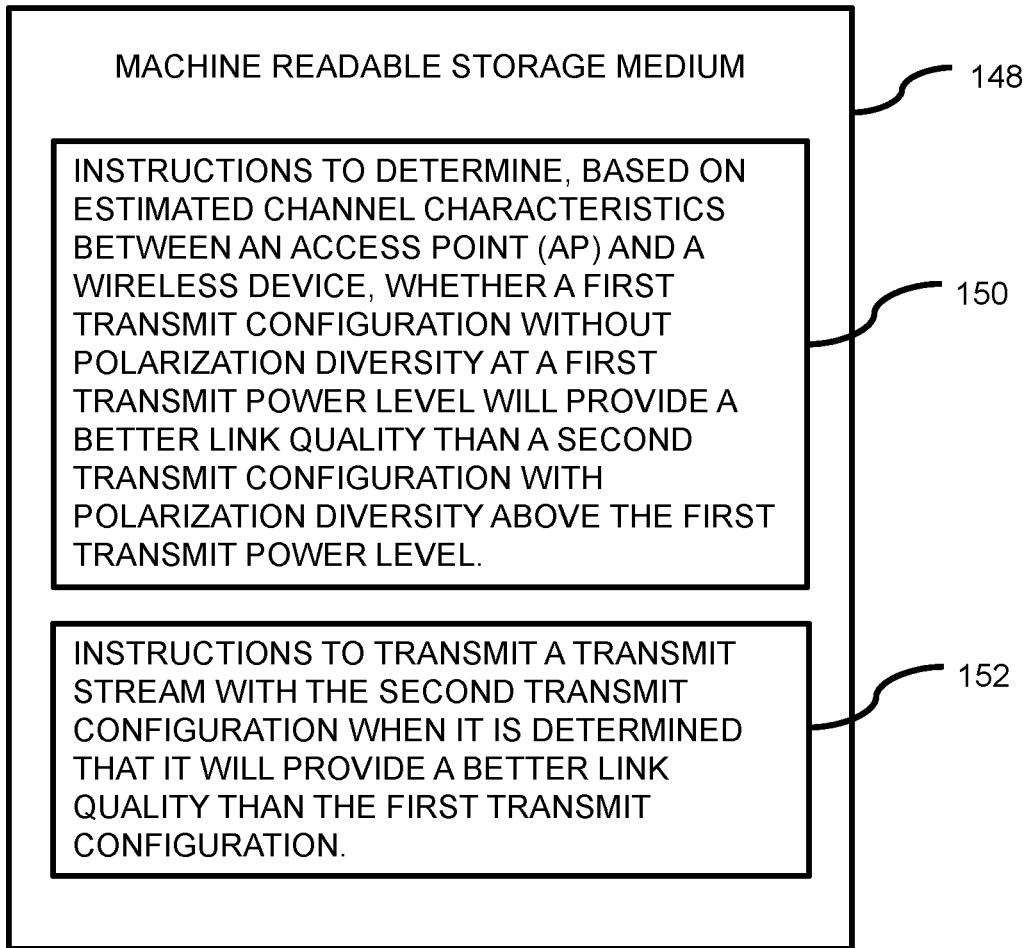 MACHINE READABLE STORAGE MEDIUM
148
INSTRUCTIONS TO DETERMINE, BASED ON
ESTIMATED CHANNEL CHARACTERISTICS
BETWEEN AN ACCESS POINT (AP) AND A
WIRELESS DEVICE, WHETHER A FIRST
TRANSMIT CONFIGURATION WITHOUT
POLARIZATION DIVERSITY AT A FIRST
TRANSMIT POWER LEVEL WILL PROVIDE A
BETTER LINK QUALITY THAN A SECOND
TRANSMIT CONFIGURATION WITH
POLARIZATION DIVERSITY ABOVE THE FIRST
TRANSMIT POWER LEVEL.
150
INSTRUCTIONS TO TRANSMIT A TRANSMIT
STREAM WITH THE SECOND TRANSMIT
CONFIGURATION WHEN IT IS DETERMINED
THAT IT WILL PROVIDE A BETTER LINK
QUALITY THAN THE FIRST TRANSMIT
CONFIGURATION.
152